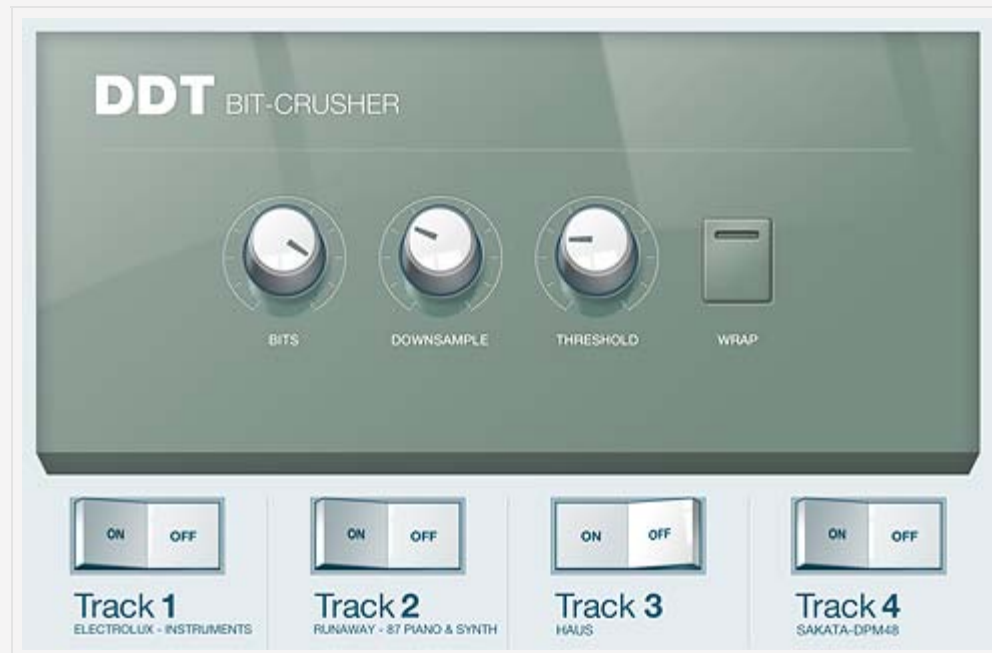 DDT BIT-CRUSHER
BITS DOWNSAMPLE THRESHOLD WRAP
ON OFF ON OFF ON OFF ON OFF
Track 1 Track 2 Track 3 Track 4
ELECTROLUX - INSTRUMENTS RUNAWAY - 87 PIANO & SYNTH HAUS SAKATA-DPM48